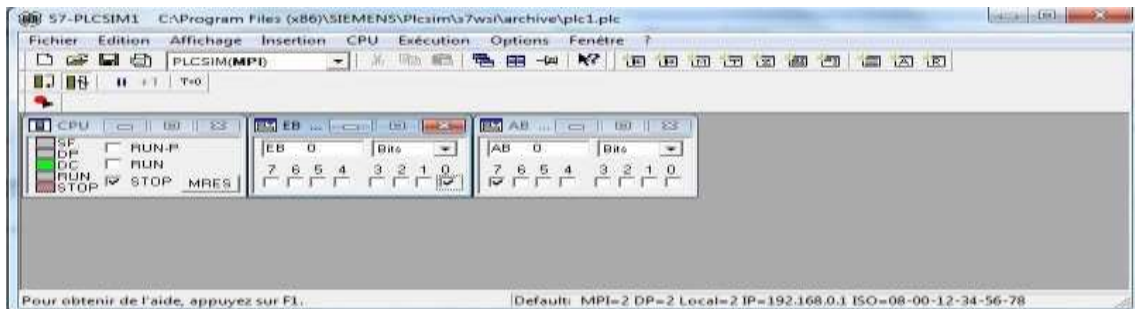 S7-PLCSIM1 C:\Program Files (x86)\SIEMENS\Plcsim\s7wsi\archive\plc1.plc
Fichier Edition Affichage Insertion CPU Exécution Options Fenêtre ?
PLCSIM(MPI)
+1 T=0
CPU
EB ...
AB ...
SF
DP
DC
RUN
STOP
RUN-P
RUN
STOP MRES
EB 0 Bits
7 6 5 4 3 2 1 0
AB 0 Bits
7 6 5 4 3 2 1 0
Pour obtenir de l'aide, appuyez sur F1.
Default: MPI=2 DP=2 Local=2 IP=192.168.0.1 ISO=08-00-12-34-56-78